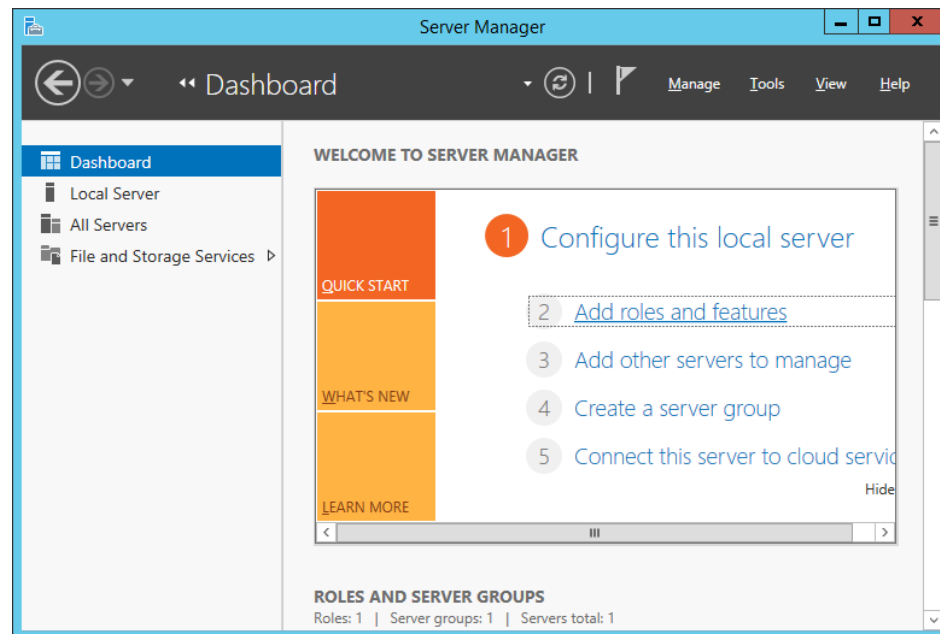 Server Manager
Dashboard
Manage Tools View Help
Dashboard
Local Server
All Servers
File and Storage Services
WELCOME TO SERVER MANAGER
QUICK START
WHAT'S NEW
LEARN MORE
1 Configure this local server
2 Add roles and features
3 Add other servers to manage
4 Create a server group
5 Connect this server to cloud servic
Hide
ROLES AND SERVER GROUPS
Roles: 1 | Server groups: 1 | Servers total: 1